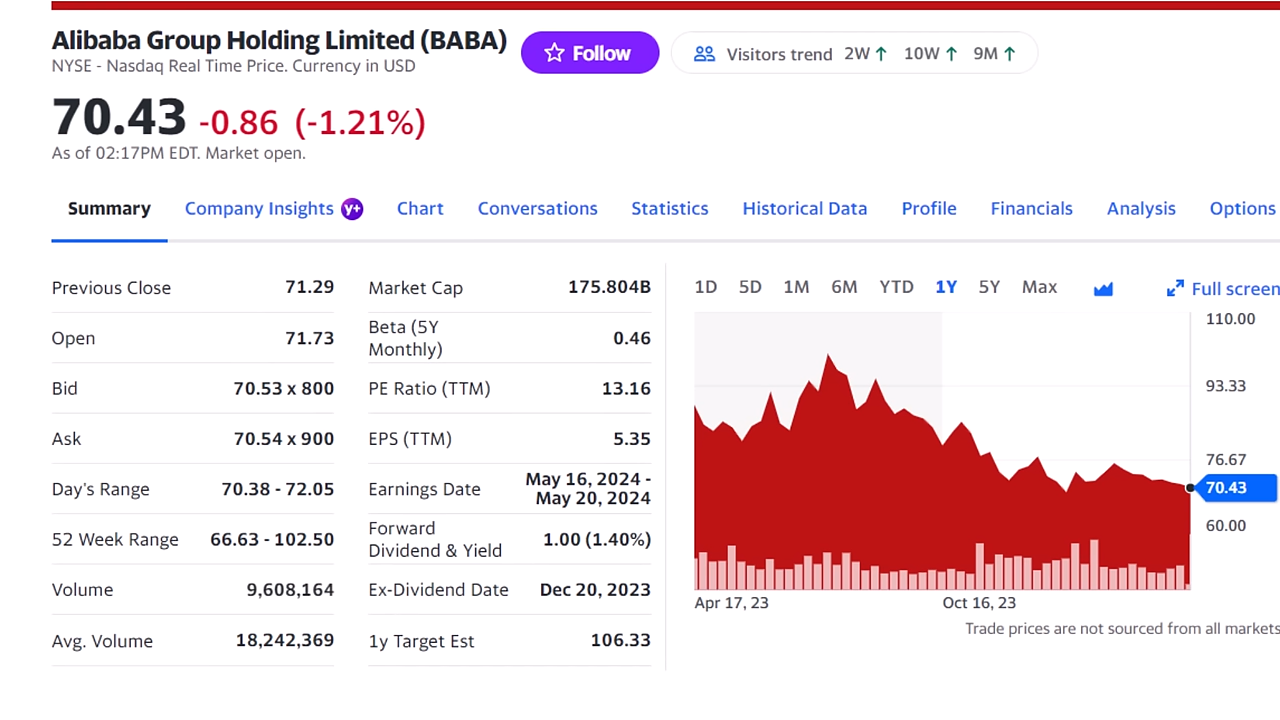 Alibaba Group Holding Limited (BABA)
NYSE - Nasdaq Real Time Price. Currency in USD
Follow
Visitors trend 2W↑ 10W↑ 9M↑
70.43 -0.86 (-1.21%)
As of 02:17PM EDT. Market open.
Summary Company Insights y+ Chart Conversations Statistics Historical Data Profile Financials Analysis Options
Previous Close 71.29
Open 71.73
Bid 70.53 x 800
Ask 70.54 x 900
Day's Range 70.38 - 72.05
52 Week Range 66.63 - 102.50
Volume 9,608,164
Avg. Volume 18,242,369
Market Cap 175.804B
Beta (5Y
Monthly) 0.46
PE Ratio (TTM) 13.16
EPS (TTM) 5.35
Earnings Date May 16, 2024 -
May 20, 2024
Forward
Dividend & Yield 1.00 (1.40%)
Ex-Dividend Date Dec 20, 2023
1y Target Est 106.33
1D 5D 1M 6M YTD 1Y 5Y Max Full screen
110.00
93.33
76.67
70.43
60.00
Apr 17, 23 Oct 16, 23
Trade prices are not sourced from all markets